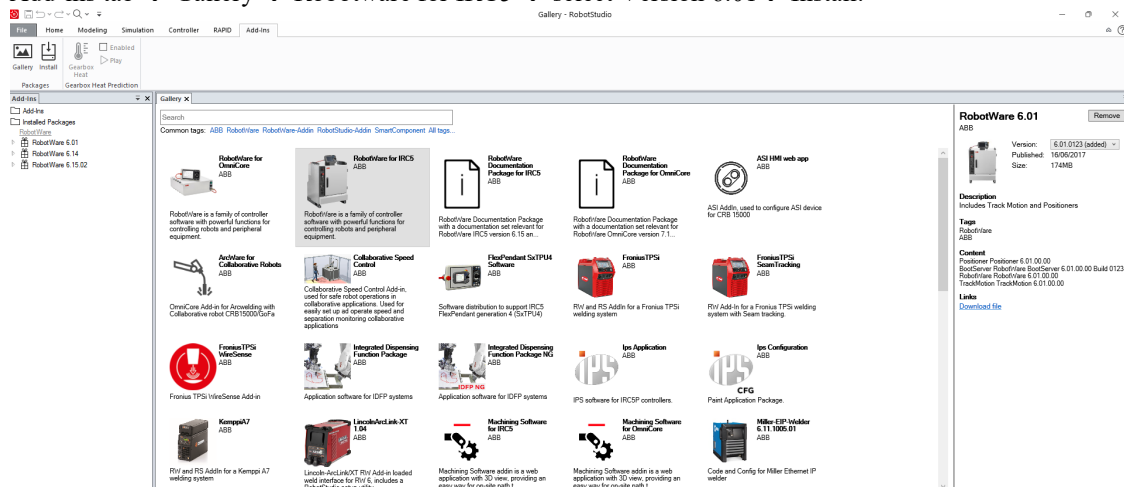 Add-Ins tab → Gallery → RobotWare for IRC5 → select Version 6.01→ Install.
Gallery - RobotStudio
File Home Modeling Simulation Controller RAPID Add-Ins
Gallery Install
Gearbox Heat
Enabled
Play
Packages Gearbox Heat Prediction
Add-Ins
Add-Ins
Installed Packages
RobotWare
RobotWare 6.01
RobotWare 6.14
RobotWare 6.15.02
Gallery
Search
Common tags: ABB RobotWare RobotWare-Addin RobotStudio-Addin SmartComponent All tags...
RobotWare for OmniCore
ABB
RobotWare is a family of controller
software with powerful functions for
controlling robots and peripheral
equipment.
RobotWare for IRC5
ABB
RobotWare is a family of controller
software with powerful functions for
controlling robots and peripheral
equipment.
RobotWare
Documentation
Package for IRC5
ABB
RobotWare Documentation Package
with a documentation set relevant for
RobotWare IRC5 version 6.15 an...
RobotWare
Documentation
Package for OmniCore
ABB
RobotWare Documentation Package
with a documentation set relevant for
RobotWare OmniCore version 7.1...
ASI HMI web app
ABB
ASI AddIn, used to configure ASI device
for CRB 15000
ArcWare for
Collaborative Robots
ABB
OmniCore Add-in for Arcwelding with
Collaborative robot CRB15000/GoFa
Collaborative Speed
Control
ABB
Collaborative Speed Control Add-in,
used for safe robot operations in
collaborative applications. Used for
easily set up ad operate speed and
separation monitoring collaborative
applications
FlexPendant SxTPU4
Software
ABB
Software distribution to support IRC5
FlexPendant generation 4 (SxTPU4)
FroniusTPSi
ABB
RW and RS AddIn for a Fronius TPSi
welding system
FroniusTPSi
SeamTracking
ABB
RW Add-In for a Fronius TPSi welding
system with Seam tracking.
FroniusTPSi
WireSense
ABB
Fronius TPSi WireSense Add-in
Integrated Dispensing
Function Package
ABB
Application software for IDFP systems
Integrated Dispensing
Function Package NG
ABB
IDFP NG
Application software for IDFP systems
Ips Application
ABB
IPS
IPS software for IRC5P controllers.
Ips Configuration
ABB
IPS
CFG
Paint Application Package.
KemppiA7
ABB
RW and RS AddIn for a Kemppi A7
welding system
LincolnArcLink-XT
1.04
ABB
Lincoln-ArcLink/XT RW Add-in loaded
weld interface for RW 6, includes a
RobotStudio setup utility
Machining Software
for IRC5
ABB
Machining Software addin is a web
application with 3D view, providing an
easy way for on-site path t
Machining Software
for OmniCore
ABB
Machining Software addin is a web
application with 3D view, providing an
easy way for on-site path t
Miller-EIP-Welder
6.11.1005.01
ABB
Code and Config for Miller Ethernet IP
welder
RobotWare 6.01
Remove
ABB
Version: 6.01.0123 (added)
Published: 16/06/2017
Size: 174MB
Description
Includes Track Motion and Positioners
Tags
RobotWare
ABB
Content
Positioner Positioner 6.01.00.00
BootServer RobotWare BootServer 6.01.00.00 Build 0123
RobotWare RobotWare 6.01.00.00
TrackMotion TrackMotion 6.01.00.00
Links
Download file